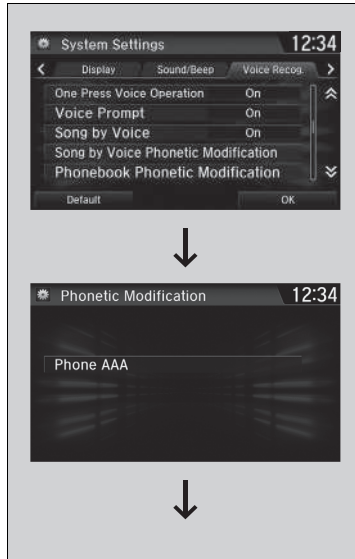 System Settings 12:34
Display Sound/Beep Voice Recog.
One Press Voice Operation On
Voice Prompt On
Song by Voice On
Song by Voice Phonetic Modification
Phonebook Phonetic Modification
Default OK
Phonetic Modification 12:34
Phone AAA